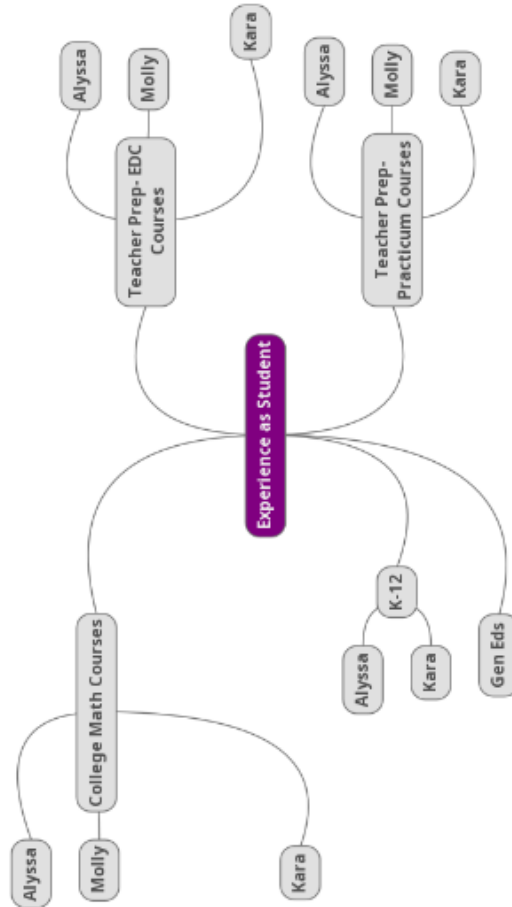 Experience as Student
College Math Courses
Alyssa
Molly
Kara
K-12
Alyssa
Kara
Gen Eds
Teacher Prep- EDC
Courses
Alyssa
Molly
Kara
Teacher Prep-
Practicum Courses
Alyssa
Molly
Kara